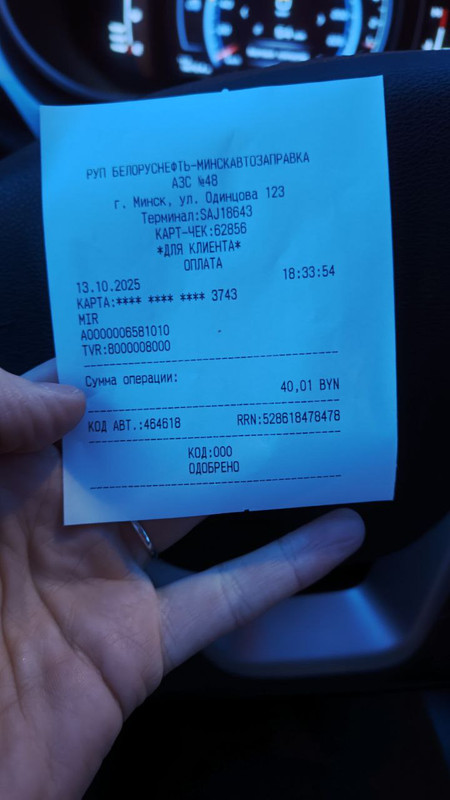 РУП БЕЛОРУСНЕФТЬ-МИНСКАВТОЗАПРАВКА
АЗС №48
г. Минск, ул. Одинцова 123
Терминал:SAJ18643
КАРТ-ЧЕК:62856
*ДЛЯ КЛИЕНТА*
ОПЛАТА
13.10.2025 18:33:54
КАРТА:**** **** **** 3743
MIR
A0000006581010
TVR:8000008000
Сумма операции:
40,01 BYN
КОД АВТ.:464618 RRN:528618478478
КОД:000
ОДОБРЕНО